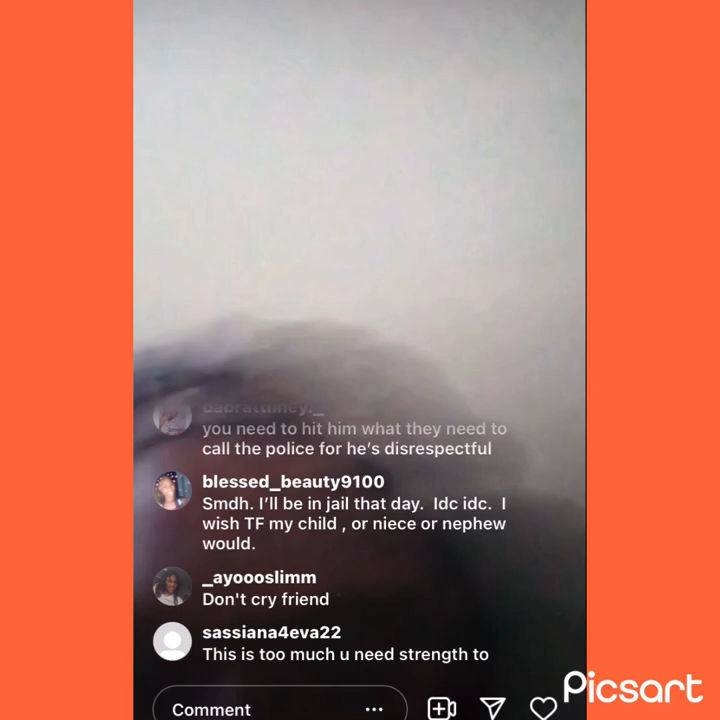 you need to hit him what they need to
call the police for he's disrespectful
blessed_beauty9100
Smdh. I'll be in jail that day.  Idc idc.  I
wish TF my child , or niece or nephew
would.
_ayoooslimm
Don't cry friend
sassiana4eva22
This is too much u need strength to
Comment
Picsart